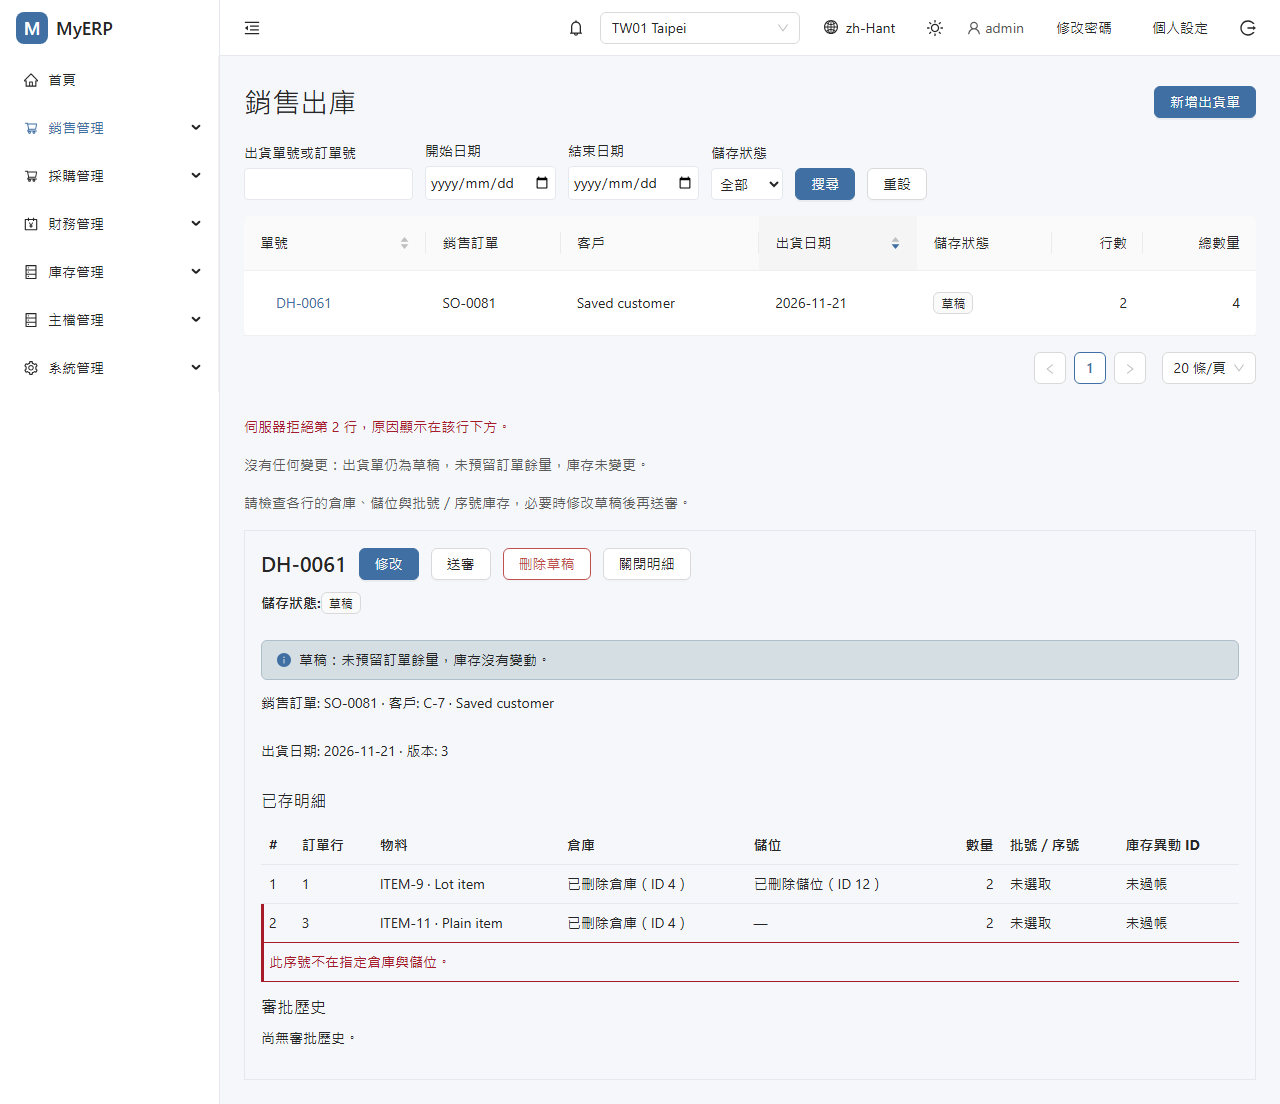 M MyERP
TW01 Taipei
zh-Hant
admin
修改密碼
個人設定
首頁
銷售管理
採購管理
財務管理
庫存管理
主檔管理
系統管理
銷售出庫
新增出貨單
出貨單號或訂單號
開始日期
結束日期
儲存狀態
yyyy/mm/dd
yyyy/mm/dd
全部
搜尋
重設
單號 銷售訂單 客戶 出貨日期 儲存狀態 行數 總數量
DH-0061 SO-0081 Saved customer 2026-11-21 草稿 2 4
1
20 條/頁
伺服器拒絕第 2 行，原因顯示在該行下方。
沒有任何變更：出貨單仍為草稿，未預留訂單餘量，庫存未變更。
請檢查各行的倉庫、儲位與批號 / 序號庫存，必要時修改草稿後再送審。
DH-0061 修改 送審 刪除草稿 關閉明細
儲存狀態: 草稿
草稿：未預留訂單餘量，庫存沒有變動。
銷售訂單: SO-0081 · 客戶: C-7 · Saved customer
出貨日期: 2026-11-21 · 版本: 3
已存明細
# 訂單行 物料 倉庫 儲位 數量 批號 / 序號 庫存異動 ID
1 1 ITEM-9 · Lot item 已刪除倉庫（ID 4） 已刪除儲位（ID 12） 2 未選取 未過帳
2 3 ITEM-11 · Plain item 已刪除倉庫（ID 4） — 2 未選取 未過帳
此序號不在指定倉庫與儲位。
審批歷史
尚無審批歷史。